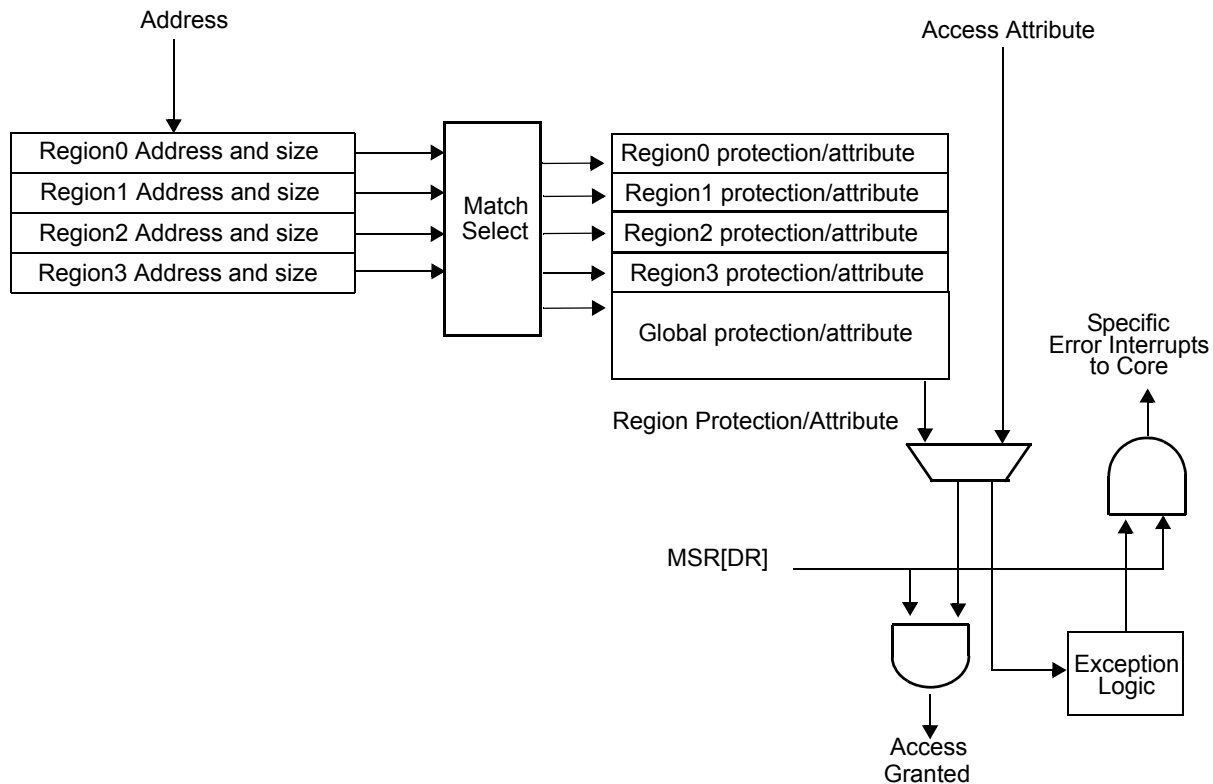 Address
Access Attribute
Region0 Address and size
Region1 Address and size
Region2 Address and size
Region3 Address and size
Match
Select
Region0 protection/attribute
Region1 protection/attribute
Region2 protection/attribute
Region3 protection/attribute
Global protection/attribute
Specific
Error Interrupts
to Core
Region Protection/Attribute
MSR[DR]
Exception
Logic
Access
Granted